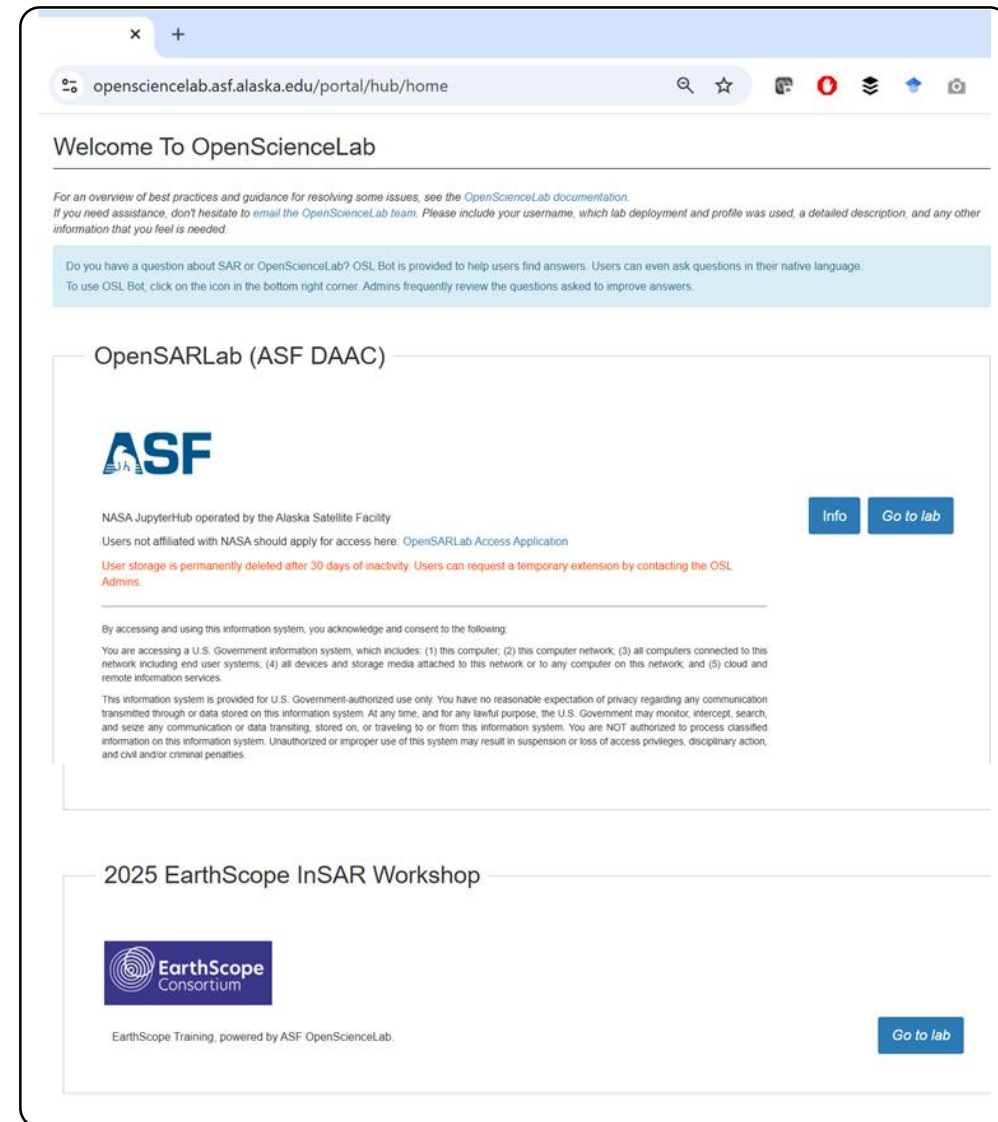 opensciencelab.asf.alaska.edu/portal/hub/home
Welcome To OpenScienceLab
For an overview of best practices and guidance for resolving some issues, see the OpenScienceLab documentation.
If you need assistance, don't hesitate to email the OpenScienceLab team. Please include your username, which lab deployment and profile was used, a detailed description, and any other
information that you feel is needed.
Do you have a question about SAR or OpenScienceLab? OSL Bot is provided to help users find answers. Users can even ask questions in their native language.
To use OSL Bot, click on the icon in the bottom right corner. Admins frequently review the questions asked to improve answers.
OpenSARLab (ASF DAAC)
ASF
NASA JupyterHub operated by the Alaska Satellite Facility
Info Go to lab
Users not affiliated with NASA should apply for access here: OpenSARLab Access Application
User storage is permanently deleted after 30 days of inactivity. Users can request a temporary extension by contacting the OSL
Admins.
By accessing and using this information system, you acknowledge and consent to the following:
You are accessing a U.S. Government information system, which includes: (1) this computer; (2) this computer network; (3) all computers connected to this
network including end user systems; (4) all devices and storage media attached to this network or to any computer on this network; and (5) cloud and
remote information services.
This information system is provided for U.S. Government-authorized use only. You have no reasonable expectation of privacy regarding any communication
transmitted through or data stored on this information system. At any time, and for any lawful purpose, the U.S. Government may monitor, intercept, search,
and seize any communication or data transiting, stored on, or traveling to or from this information system. You are NOT authorized to process classified
information on this information system. Unauthorized or improper use of this system may result in suspension or loss of access privileges, disciplinary action,
and civil and/or criminal penalties.
2025 EarthScope InSAR Workshop
EarthScope
Consortium
EarthScope Training, powered by ASF OpenScienceLab.
Go to lab